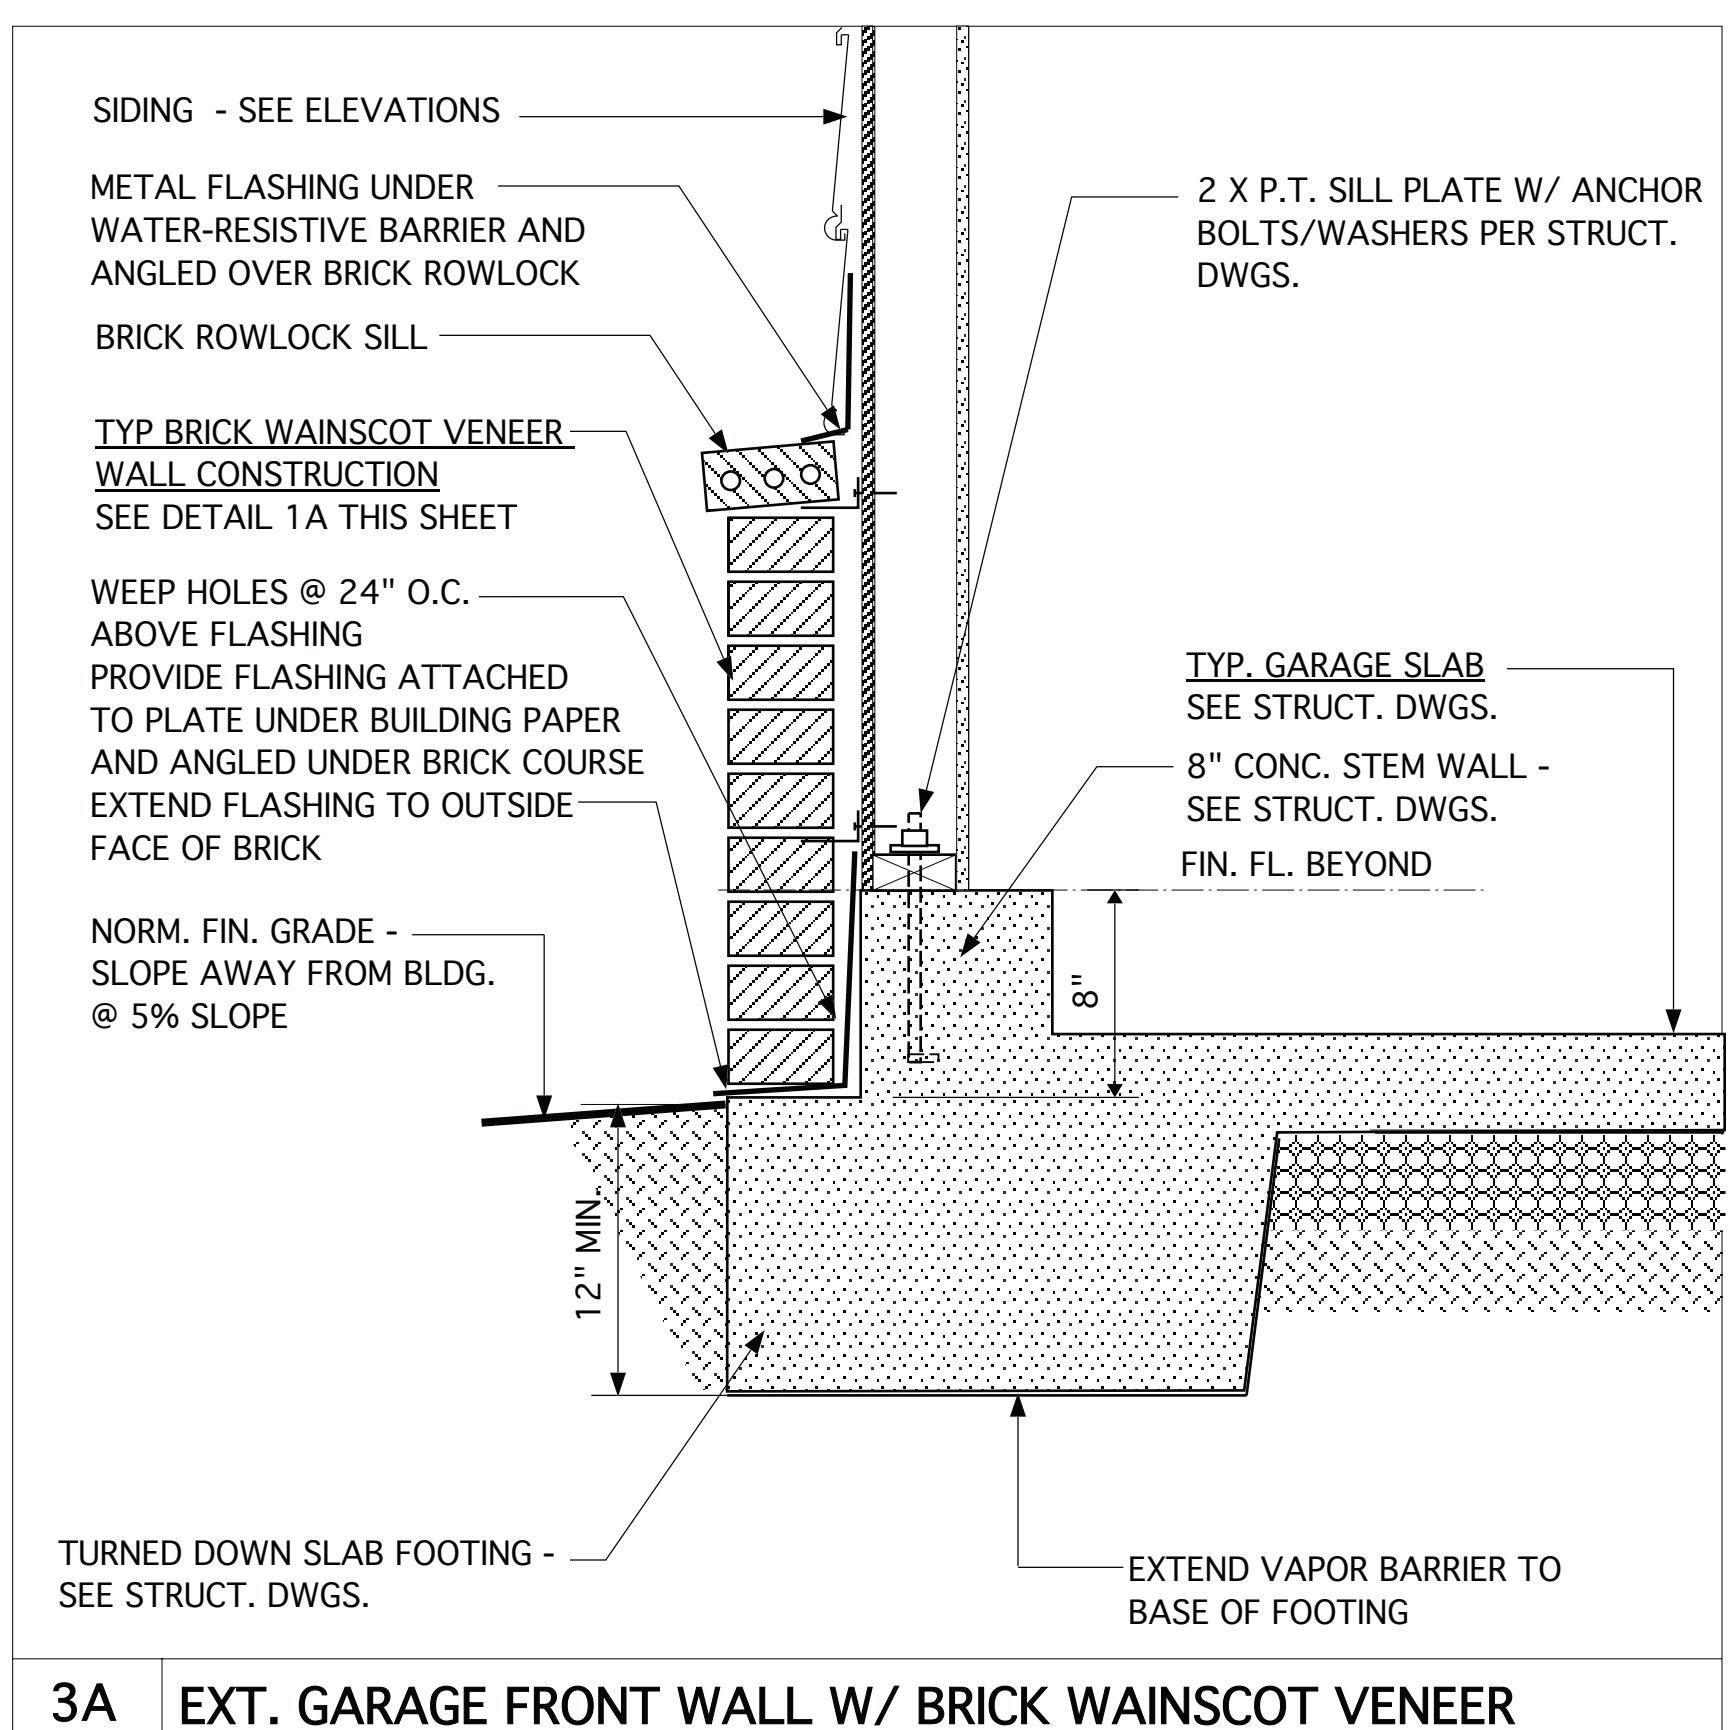 SIDING - SEE ELEVATIONS
METAL FLASHING UNDER
WATER-RESISTIVE BARRIER AND
ANGLED OVER BRICK ROWLOCK
BRICK ROWLOCK SILL
TYP BRICK WAINSCOT VENEER
WALL CONSTRUCTION
SEE DETAIL 1A THIS SHEET
WEEP HOLES @ 24" O.C.
ABOVE FLASHING
PROVIDE FLASHING ATTACHED
TO PLATE UNDER BUILDING PAPER
AND ANGLED UNDER BRICK COURSE
EXTEND FLASHING TO OUTSIDE
FACE OF BRICK
NORM. FIN. GRADE -
SLOPE AWAY FROM BLDG.
@ 5% SLOPE
2 X P.T. SILL PLATE W/ ANCHOR
BOLTS/WASHERS PER STRUCT.
DWGS.
TYP. GARAGE SLAB
SEE STRUCT. DWGS.
8" CONC. STEM WALL -
SEE STRUCT. DWGS.
FIN. FL. BEYOND
8"
12" MIN.
TURNED DOWN SLAB FOOTING -
SEE STRUCT. DWGS.
EXTEND VAPOR BARRIER TO
BASE OF FOOTING
3A EXT. GARAGE FRONT WALL W/ BRICK WAINSCOT VENEER